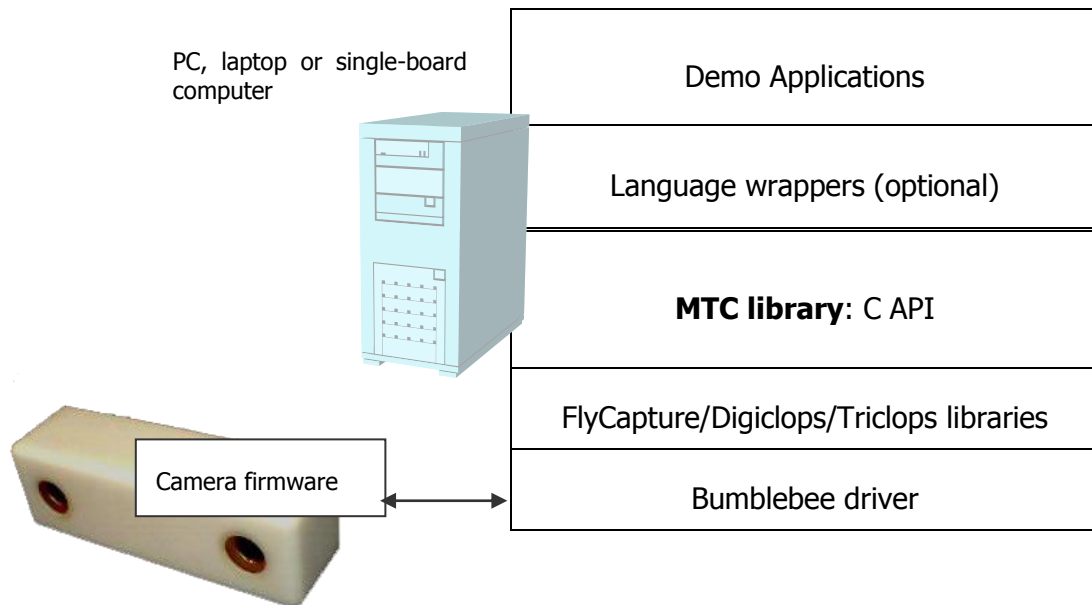 PC, laptop or single-board
computer
Demo Applications
Language wrappers (optional)
MTC library: C API
FlyCapture/Digiclops/Triclops libraries
Camera firmware
Bumblebee driver